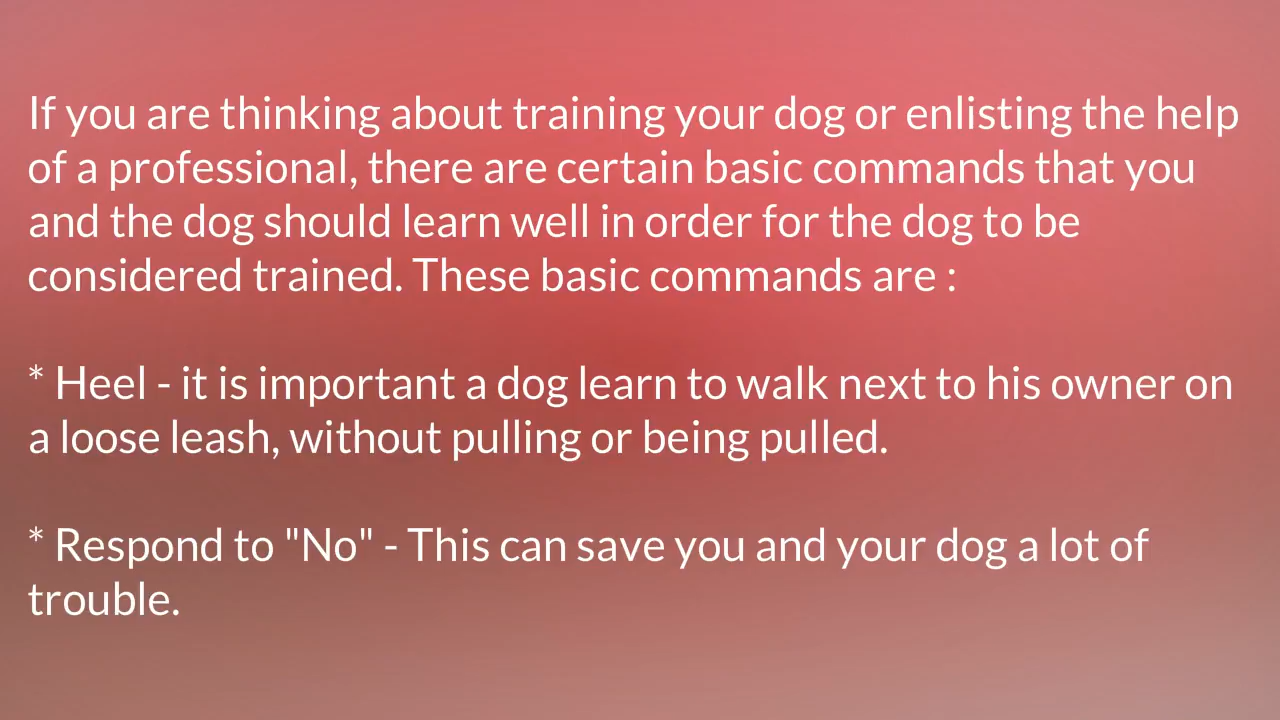 If you are thinking about training your dog or enlisting the help
of a professional, there are certain basic commands that you
and the dog should learn well in order for the dog to be
considered trained. These basic commands are :
* Heel - it is important a dog learn to walk next to his owner on
a loose leash, without pulling or being pulled.
* Respond to "No" - This can save you and your dog a lot of
trouble.